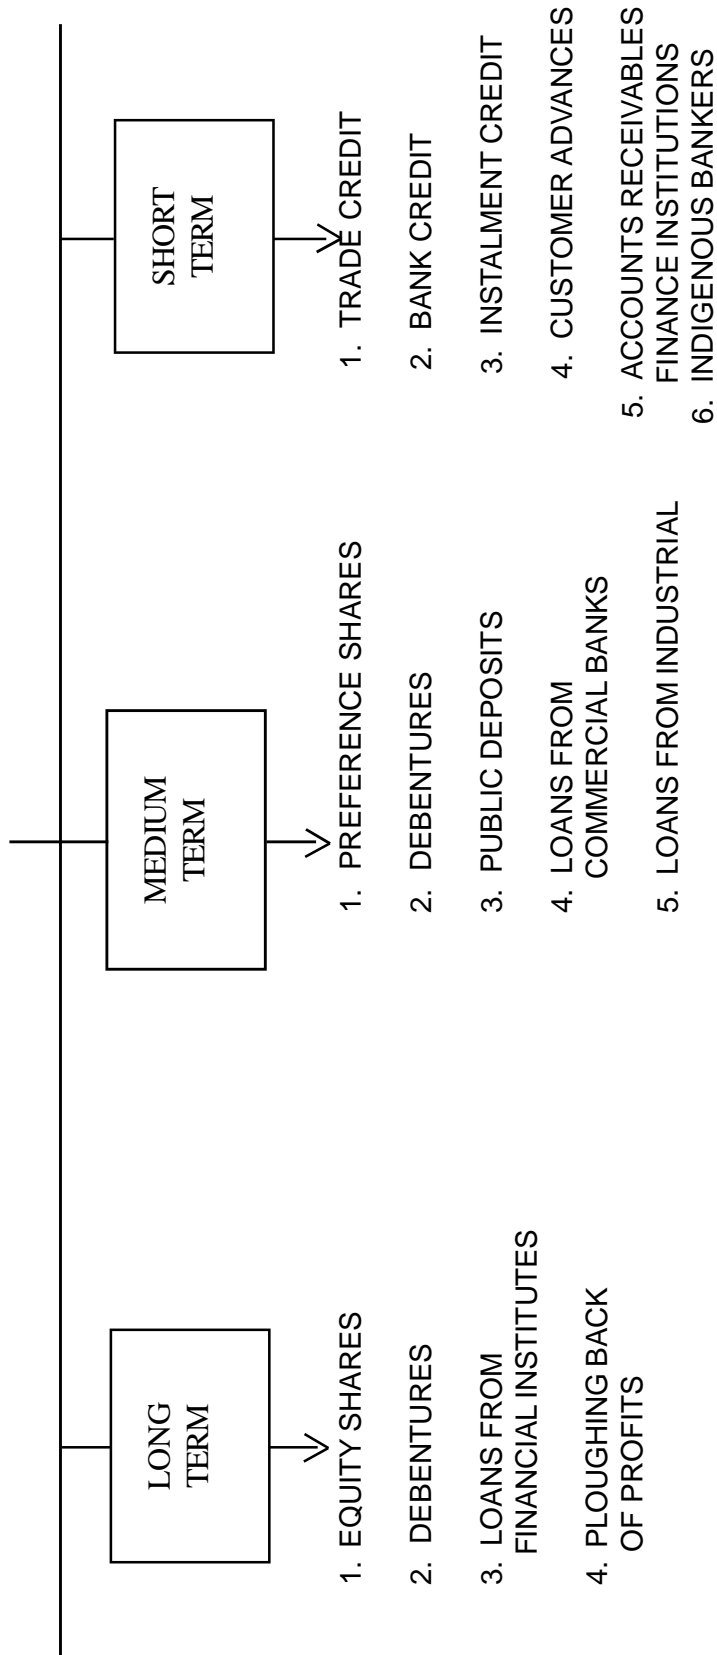 LONG
TERM
1. EQUITY SHARES
2. DEBENTURES
3. LOANS FROM
FINANCIAL INSTITUTES
4. PLOUGHING BACK
OF PROFITS
MEDIUM
TERM
1. PREFERENCE SHARES
2. DEBENTURES
3. PUBLIC DEPOSITS
4. LOANS FROM
COMMERCIAL BANKS
5. LOANS FROM INDUSTRIAL
SHORT
TERM
1. TRADE CREDIT
2. BANK CREDIT
3. INSTALMENT CREDIT
4. CUSTOMER ADVANCES
5. ACCOUNTS RECEIVABLES
FINANCE INSTITUTIONS
6. INDIGENOUS BANKERS